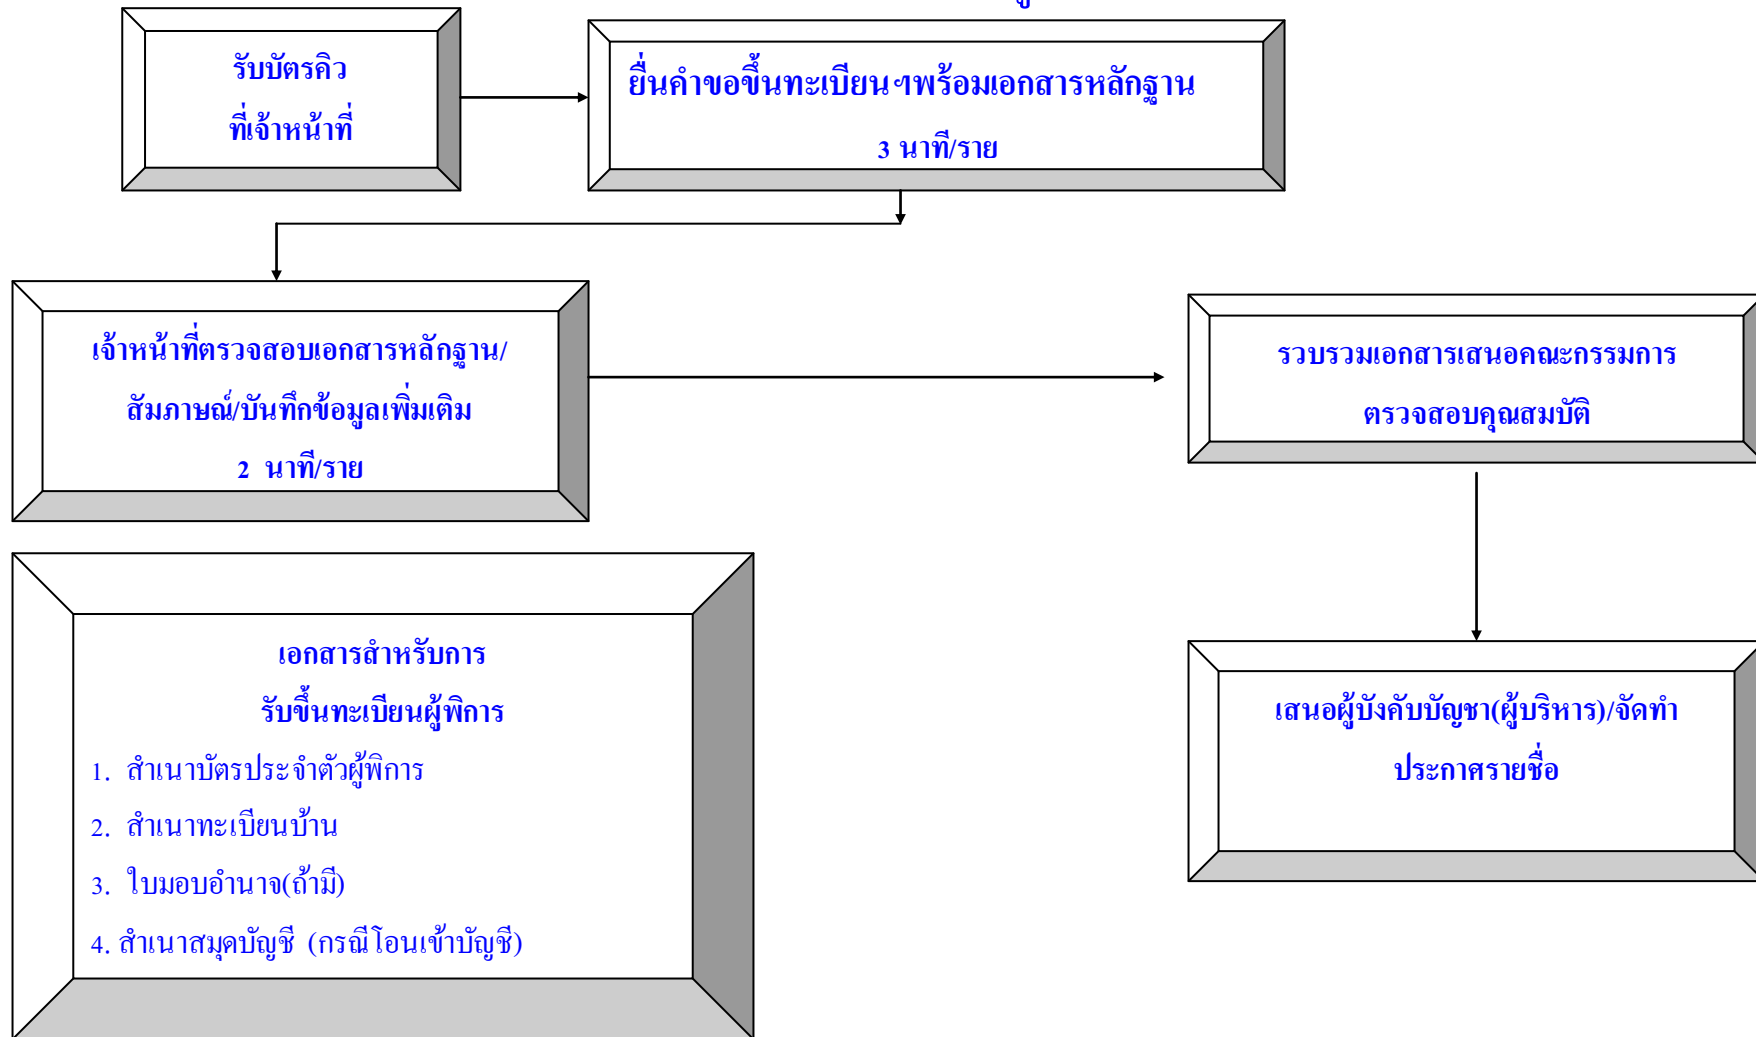 รับบัตรคิว
ที่เจ้าหน้าที่
ยื่นคำขอขึ้นทะเบียนฯพร้อมเอกสารหลักฐาน
3 นาที/ราย
เจ้าหน้าที่ตรวจสอบเอกสารหลักฐาน/
สัมภาษณ์/บันทึกข้อมูลเพิ่มเติม
2 นาที/ราย
รวบรวมเอกสารเสนอคณะกรรมการ
ตรวจสอบคุณสมบัติ
เสนอผู้บังคับบัญชา(ผู้บริหาร)/จัดทำ
ประกาศรายชื่อ
เอกสารสำหรับการ
รับขึ้นทะเบียนผู้พิการ
1. สำเนาบัตรประจำตัวผู้พิการ
2. สำเนาทะเบียนบ้าน
3. ใบมอบอำนาจ(ถ้ามี)
4. สำเนาสมุดบัญชี (กรณีโอนเข้าบัญชี)